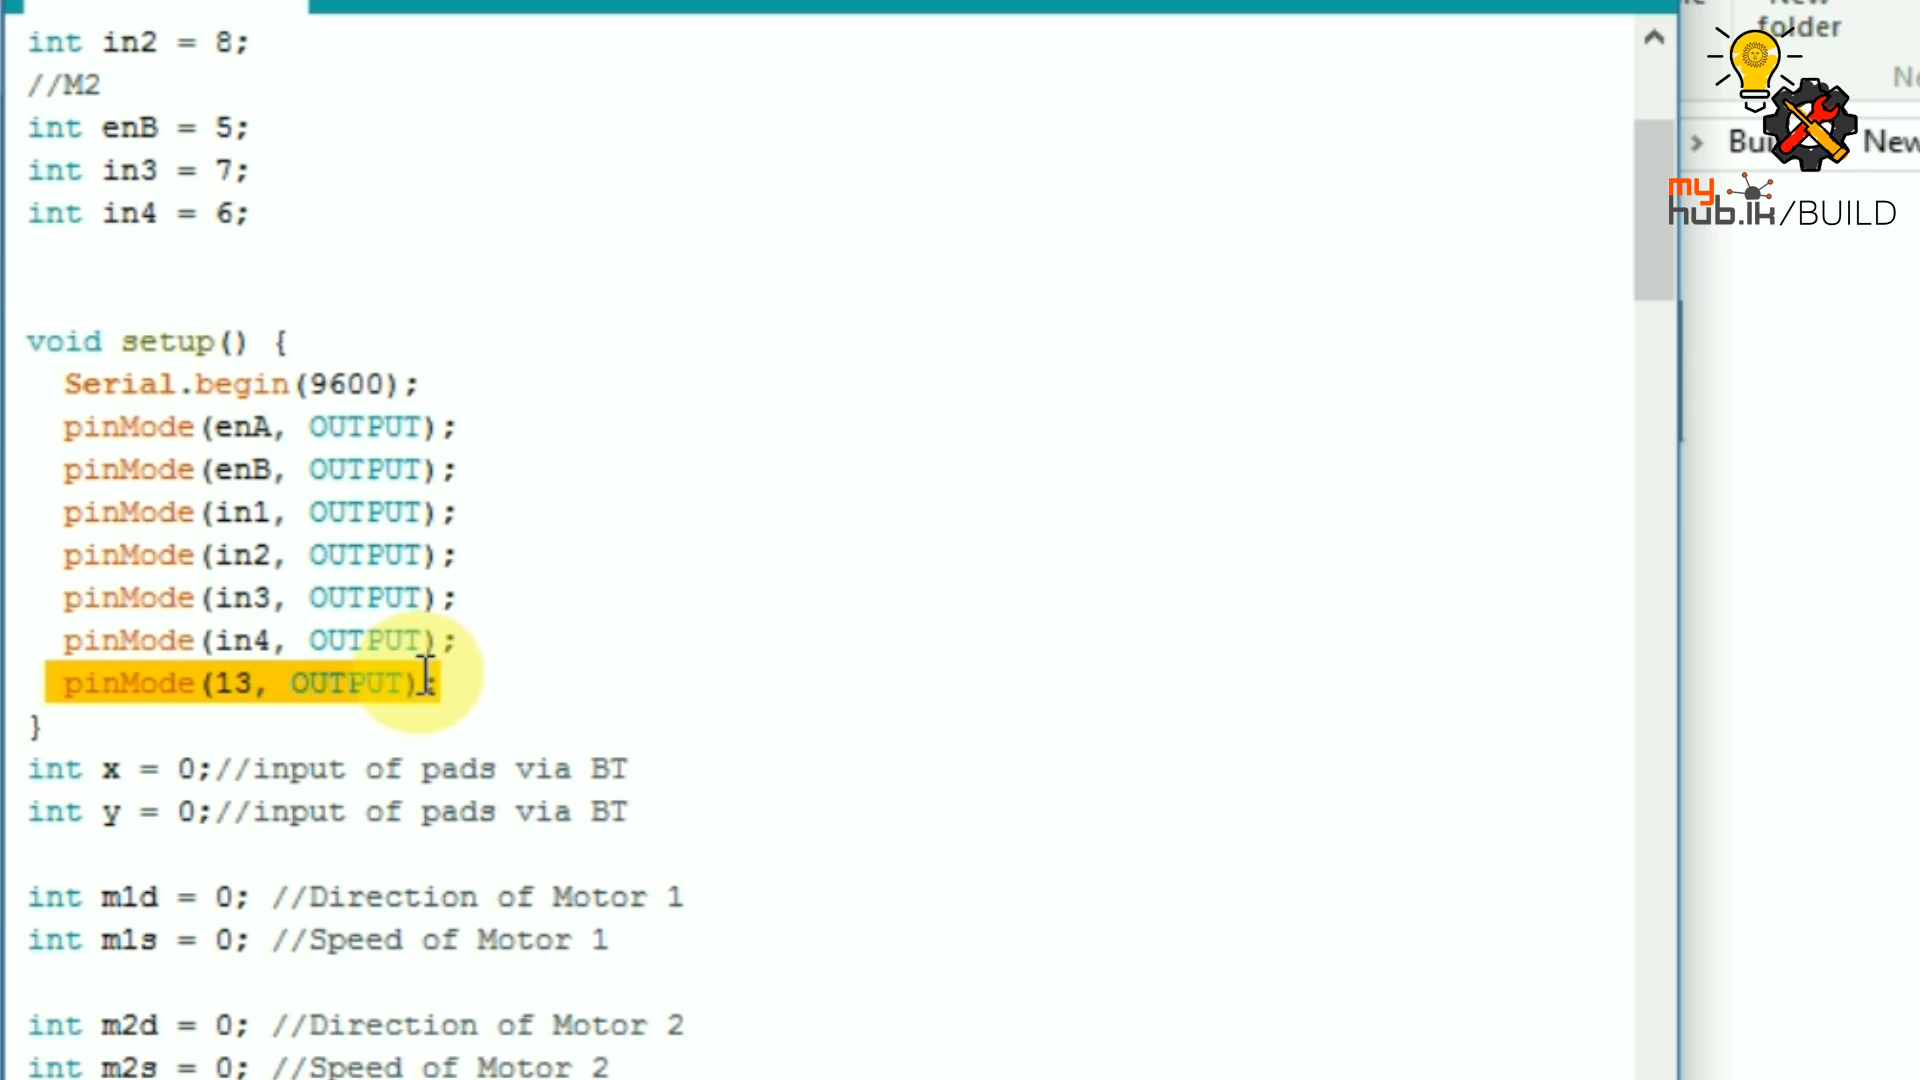 int in2 = 8;
//M2
int enB = 5;
int in3 = 7;
int in4 = 6;
void setup() {
Serial.begin(9600);
pinMode(enA, OUTPUT);
pinMode(enB, OUTPUT);
pinMode(in1, OUTPUT);
pinMode(in2, OUTPUT);
pinMode(in3, OUTPUT);
pinMode(in4, OUTPUT);
pinMode(13, OUTPUT);
}
int x = 0;//input of pads via BT
int y = 0;//input of pads via BT
int m1d = 0; //Direction of Motor 1
int m1s = 0; //Speed of Motor 1
int m2d = 0; //Direction of Motor 2
int m2s = 0; //Speed of Motor 2
New
folder
New
my
hub.lk/BUILD